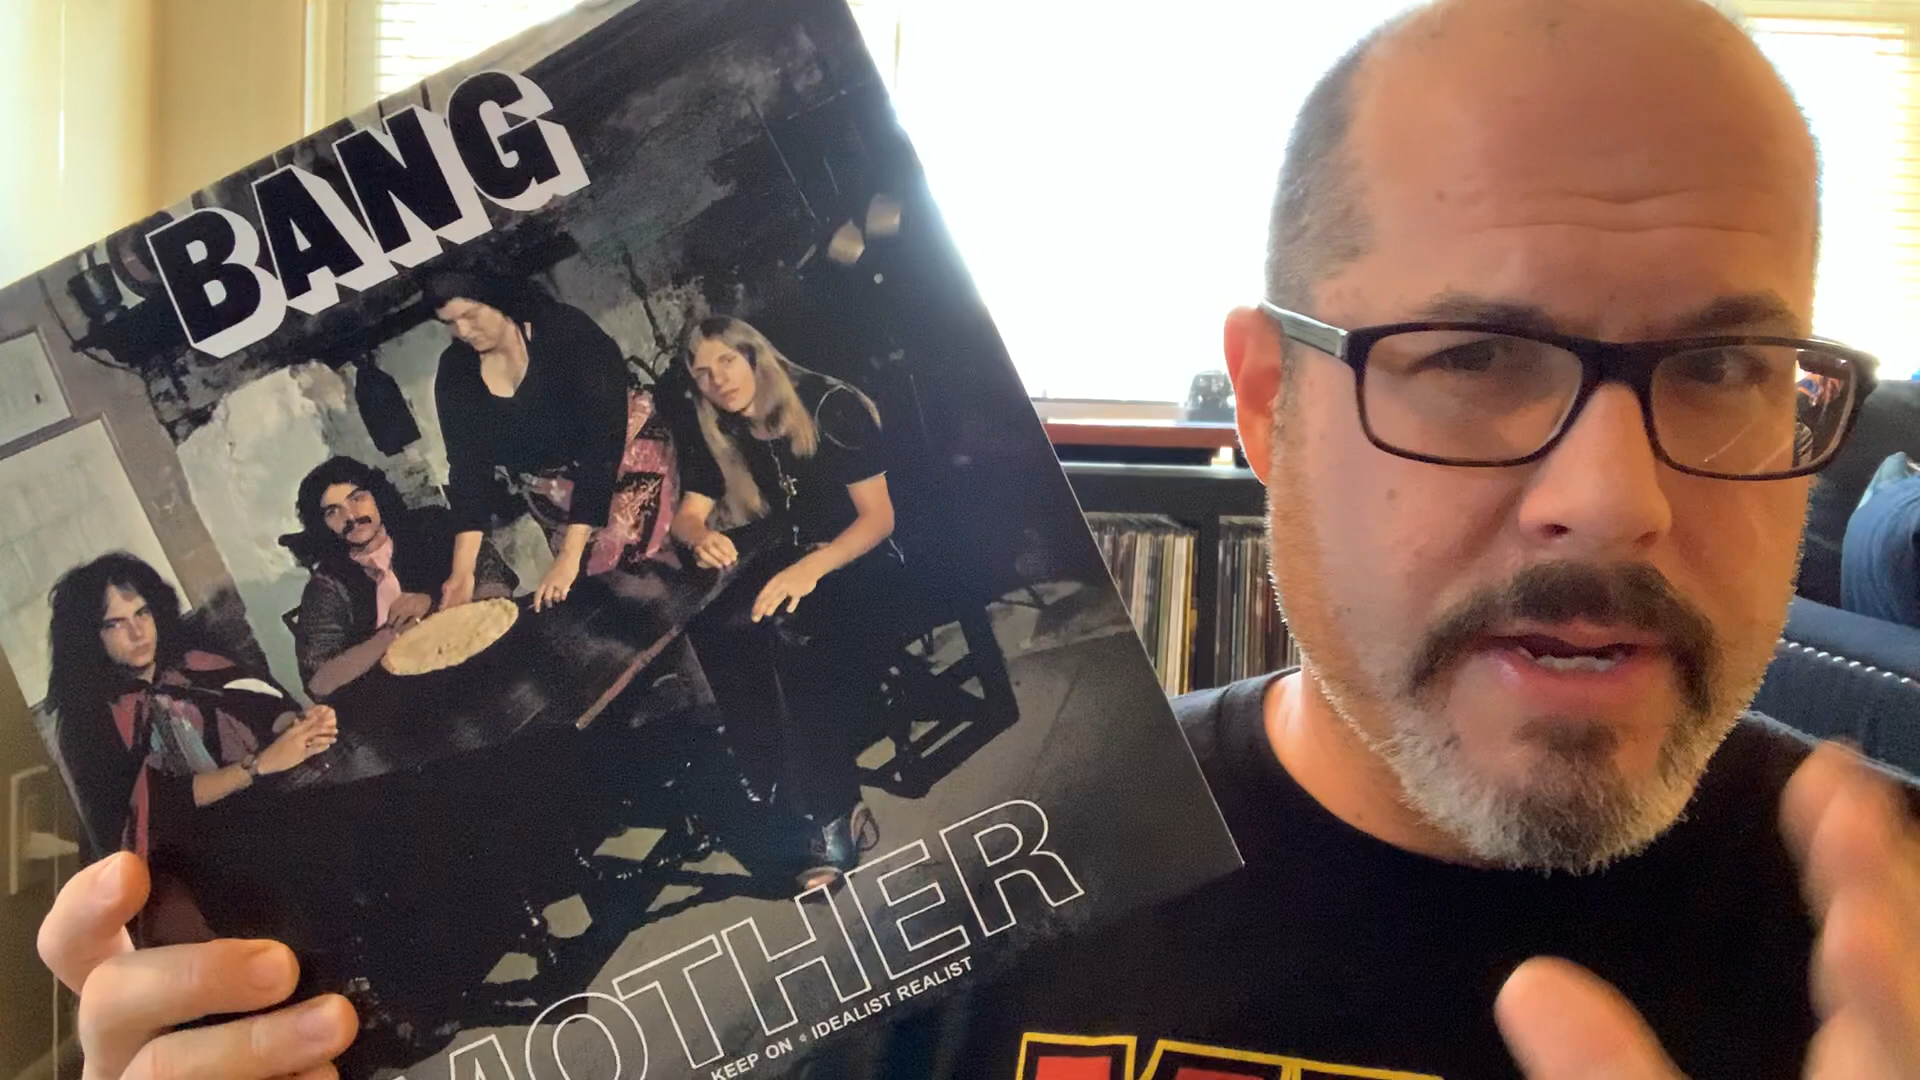 BANG
MOTHER
KEEP ON • IDEALIST REALIST